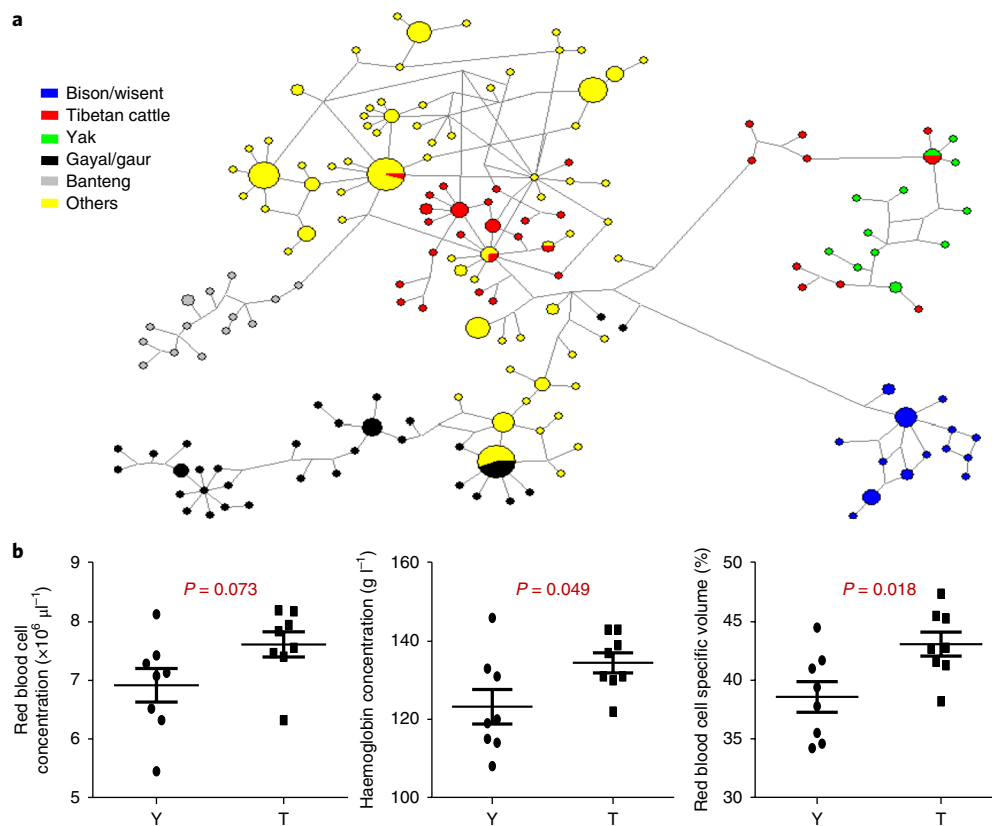 a
Bison/wisent
Tibetan cattle
Yak
Gayal/gaur
Banteng
Others
b
Red blood cell
concentration (×10⁶ µl⁻¹)
9
8
7
6
5
P = 0.073
Y
T
Haemoglobin concentration (g l⁻¹)
160
140
120
100
P = 0.049
Y
T
Red blood cell specific volume (%)
50
45
40
35
30
P = 0.018
Y
T